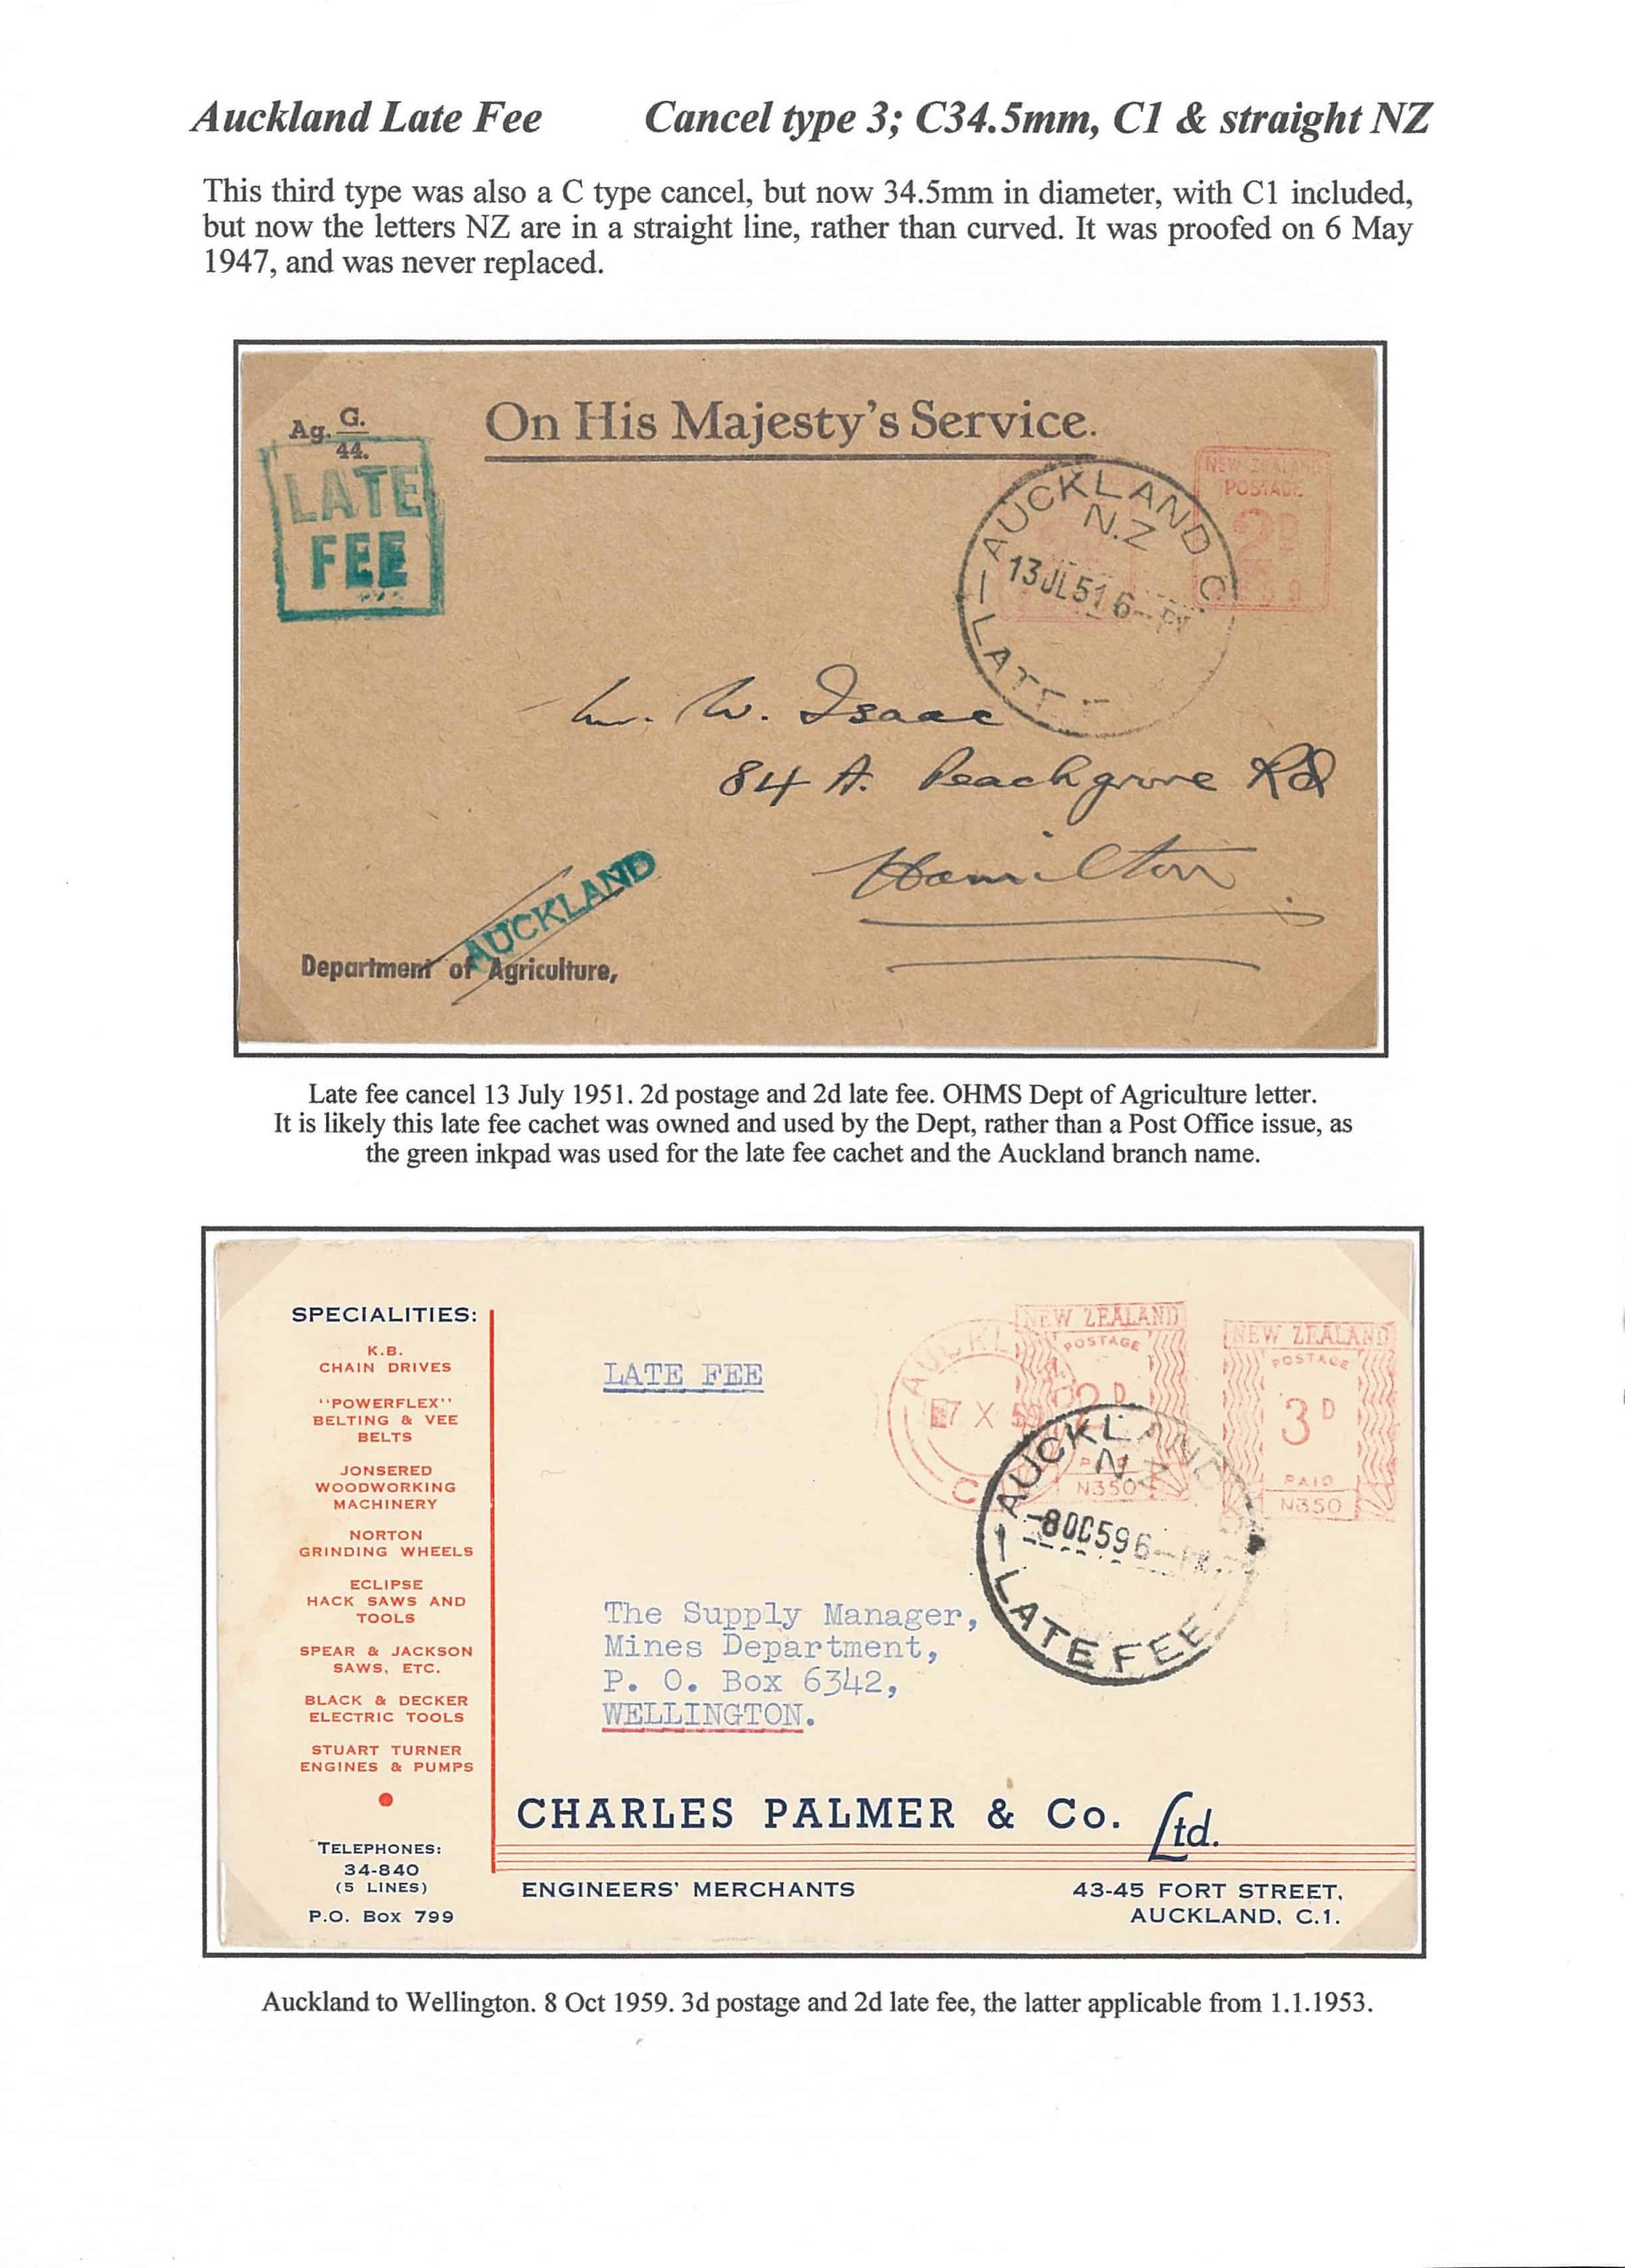 Auckland Late Fee Cancel type 3; C34.5mm, C1 & straight NZ
This third type was also a C type cancel, but now 34.5mm in diameter, with C1 included,
but now the letters NZ are in a straight line, rather than curved. It was proofed on 6 May
1947, and was never replaced.
Ag. G.
44.
On His Majesty's Service.
LATE
FEE
NEW ZEALAND
POSTAGE
2D
AUCKLAND C
N.Z
13 JL 51 6 - PM
LATE F
W. Isaac
84 A. Peachgrove Rd
Hamilton
AUCKLAND
Department of Agriculture,
Late fee cancel 13 July 1951. 2d postage and 2d late fee. OHMS Dept of Agriculture letter.
It is likely this late fee cachet was owned and used by the Dept, rather than a Post Office issue, as
the green inkpad was used for the late fee cachet and the Auckland branch name.
SPECIALITIES:
K.B.
CHAIN DRIVES
"POWERFLEX"
BELTING & VEE
BELTS
JONSERED
WOODWORKING
MACHINERY
NORTON
GRINDING WHEELS
ECLIPSE
HACK SAWS AND
TOOLS
SPEAR & JACKSON
SAWS, ETC.
BLACK & DECKER
ELECTRIC TOOLS
STUART TURNER
ENGINES & PUMPS
TELEPHONES:
34-840
(5 LINES)
P.O. Box 799
LATE FEE
AUCKL
7 X 59
C
NEW ZEALAND
POSTAGE
2D
N350
NEW ZEALAND
POSTAGE
3D
PAID
N350
AUCKLAND C
N.Z
-8 OC 59 6 - PM
LATE FEE
The Supply Manager,
Mines Department,
P. O. Box 6342,
WELLINGTON.
CHARLES PALMER & Co. Ltd.
ENGINEERS' MERCHANTS
43-45 FORT STREET,
AUCKLAND, C.1.
Auckland to Wellington. 8 Oct 1959. 3d postage and 2d late fee, the latter applicable from 1.1.1953.